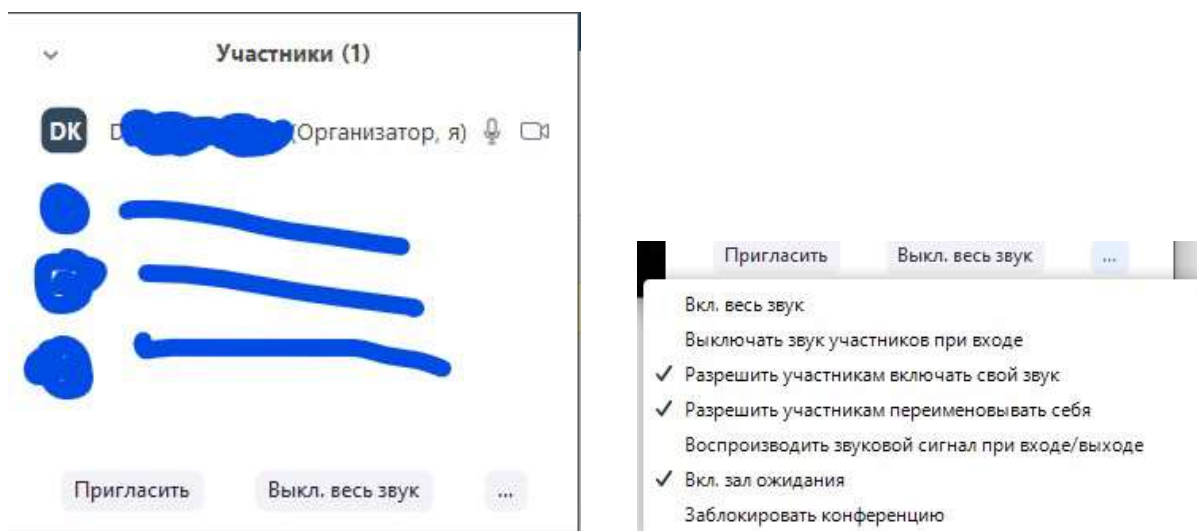 Участники (1)
DK D (Организатор, я)
Пригласить Выкл. весь звук ...
Пригласить Выкл. весь звук ...
Вкл. весь звук
Выключать звук участников при входе
✓ Разрешить участникам включать свой звук
✓ Разрешить участникам переименовывать себя
Воспроизводить звуковой сигнал при входе/выходе
✓ Вкл. зал ожидания
Заблокировать конференцию